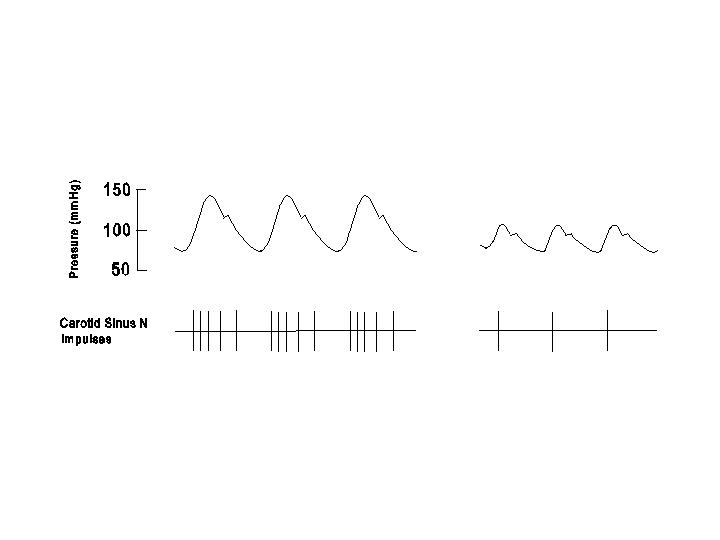 Pressure (mmHg)
150
100
50
Carotid Sinus N
Impulses